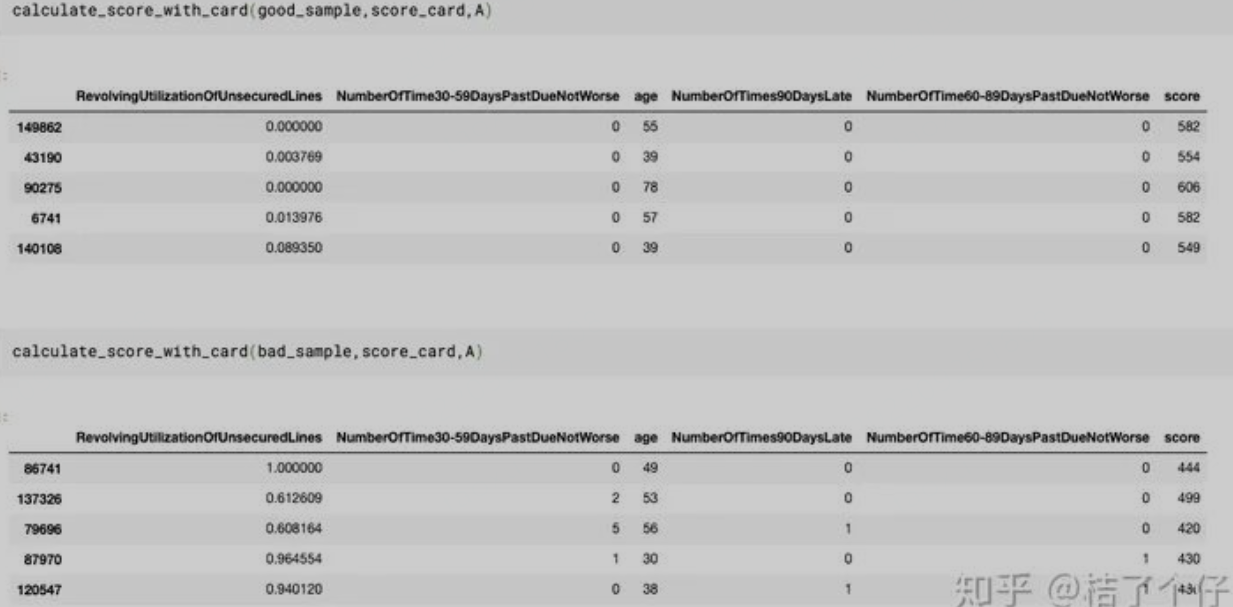 calculate_score_with_card(good_sample,score_card,A)
:
RevolvingUtilizationOfUnsecuredLines NumberOfTime30-59DaysPastDueNotWorse age NumberOfTimes90DaysLate NumberOfTime60-89DaysPastDueNotWorse score
149862 0.000000 0 55 0 0 582
43190 0.003769 0 39 0 0 554
90275 0.000000 0 78 0 0 606
6741 0.013976 0 57 0 0 582
140108 0.089350 0 39 0 0 549
calculate_score_with_card(bad_sample,score_card,A)
:
RevolvingUtilizationOfUnsecuredLines NumberOfTime30-59DaysPastDueNotWorse age NumberOfTimes90DaysLate NumberOfTime60-89DaysPastDueNotWorse score
86741 1.000000 0 49 0 0 444
137326 0.612609 2 53 0 0 499
79696 0.608164 5 56 1 0 420
87970 0.964554 1 30 0 1 430
120547 0.940120 0 38 1
知乎 @桔了个仔